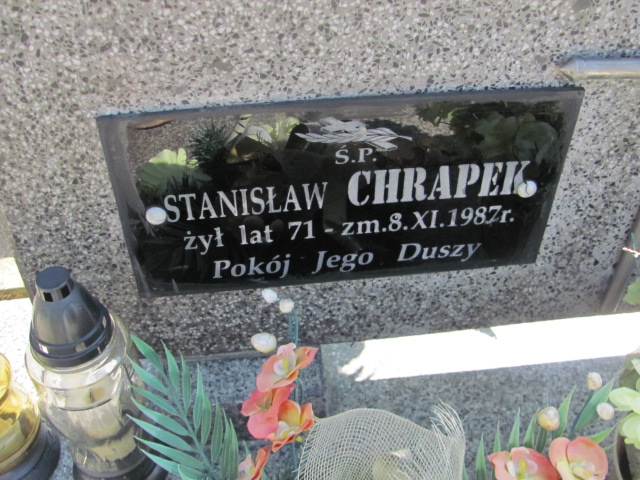 Ś.P.
STANISŁAW CHRAPEK
żył lat 71 - zm.8.XI.1987r.
Pokój Jego Duszy